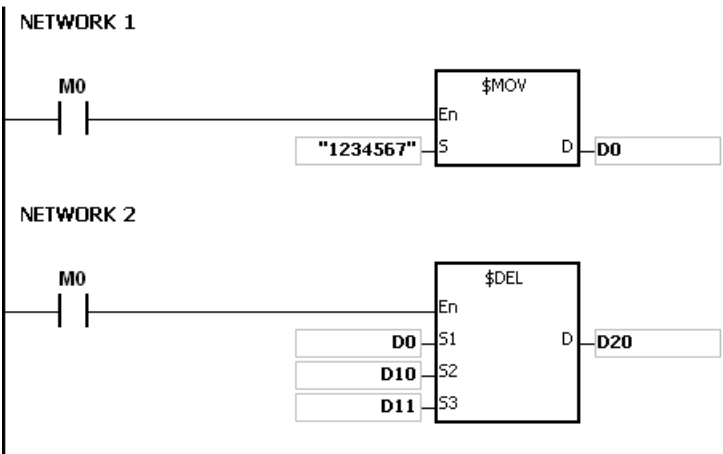 NETWORK 1
M0
$MOV
En
"1234567" S D D0
NETWORK 2
M0
$DEL
En
D0 S1 D D20
D10 S2
D11 S3